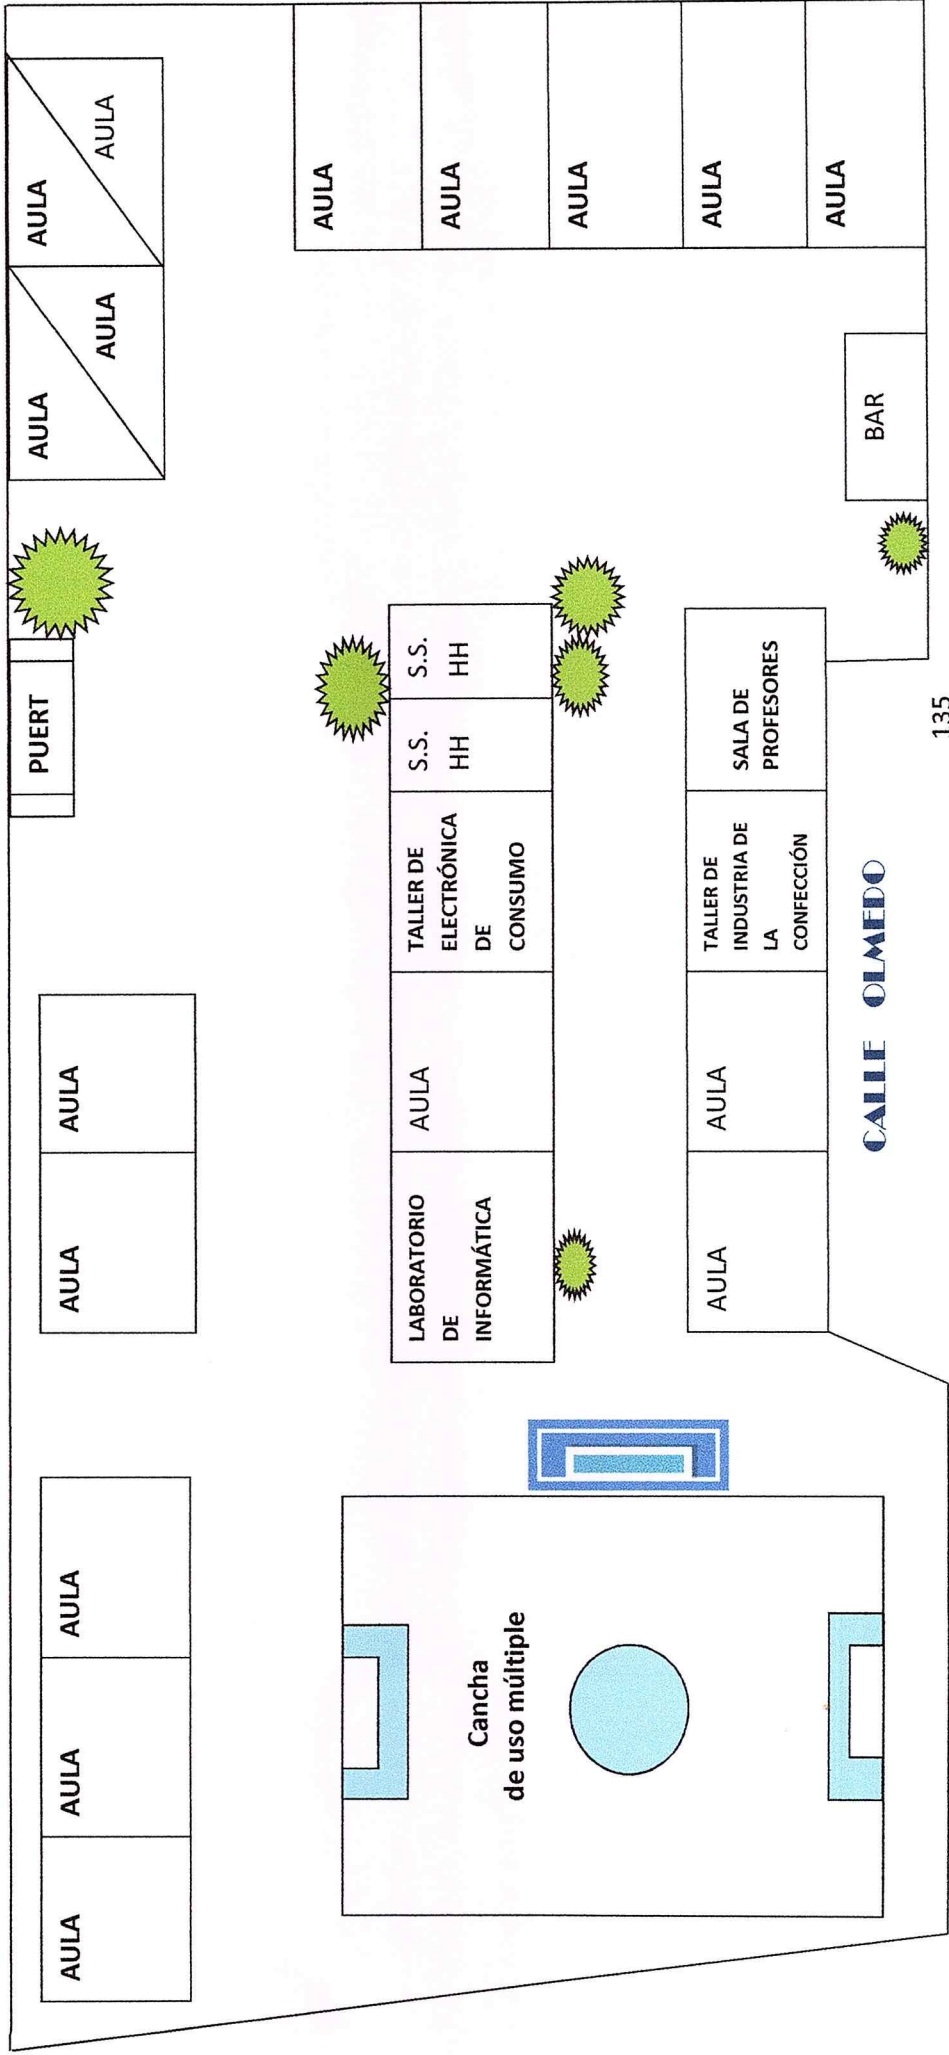 AULA
AULA
AULA
AULA
AULA
PUERT
AULA
AULA
AULA
AULA
Cancha
de uso múltiple
LABORATORIO
DE
INFORMÁTICA
AULA
TALLER DE
ELECTRÓNICA
DE
CONSUMO
S.S.
HH
S.S.
HH
AULA
AULA
AULA
AULA
AULA
AULA
AULA
TALLER DE
INDUSTRIA DE
LA
CONFECCIÓN
SALA DE
PROFESORES
BAR
CALLE OLMEDO
135